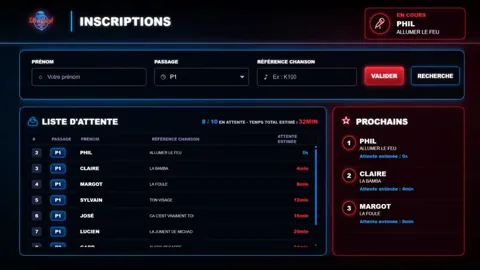 INSCRIPTIONS
EN COURS
PHIL
ALLUMER LE FEU
PRÉNOM
PASSAGE
RÉFÉRENCE CHANSON
Votre prénom
P1
Ex : K100
VALIDER
RECHERCHE
LISTE D'ATTENTE
8 / 10 EN ATTENTE - TEMPS TOTAL ESTIMÉ : 32MIN
# PASSAGE PRÉNOM RÉFÉRENCE CHANSON ATTENTE ESTIMÉE
2 P1 PHIL ALLUMER LE FEU 0s
3 P1 CLAIRE LA BAMBA 4min
4 P1 MARGOT LA FOULE 8min
5 P1 SYLVAIN TON VISAGE 12min
6 P1 JOSÉ CA C'EST VRAIMENT TOI 16min
7 P1 LUCIEN LA JUMENT DE MICHAO 20min
PROCHAINS
1 PHIL
ALLUMER LE FEU
Attente estimée : 0s
2 CLAIRE
LA BAMBA
Attente estimée : 4min
3 MARGOT
LA FOULE
Attente estimée : 8min